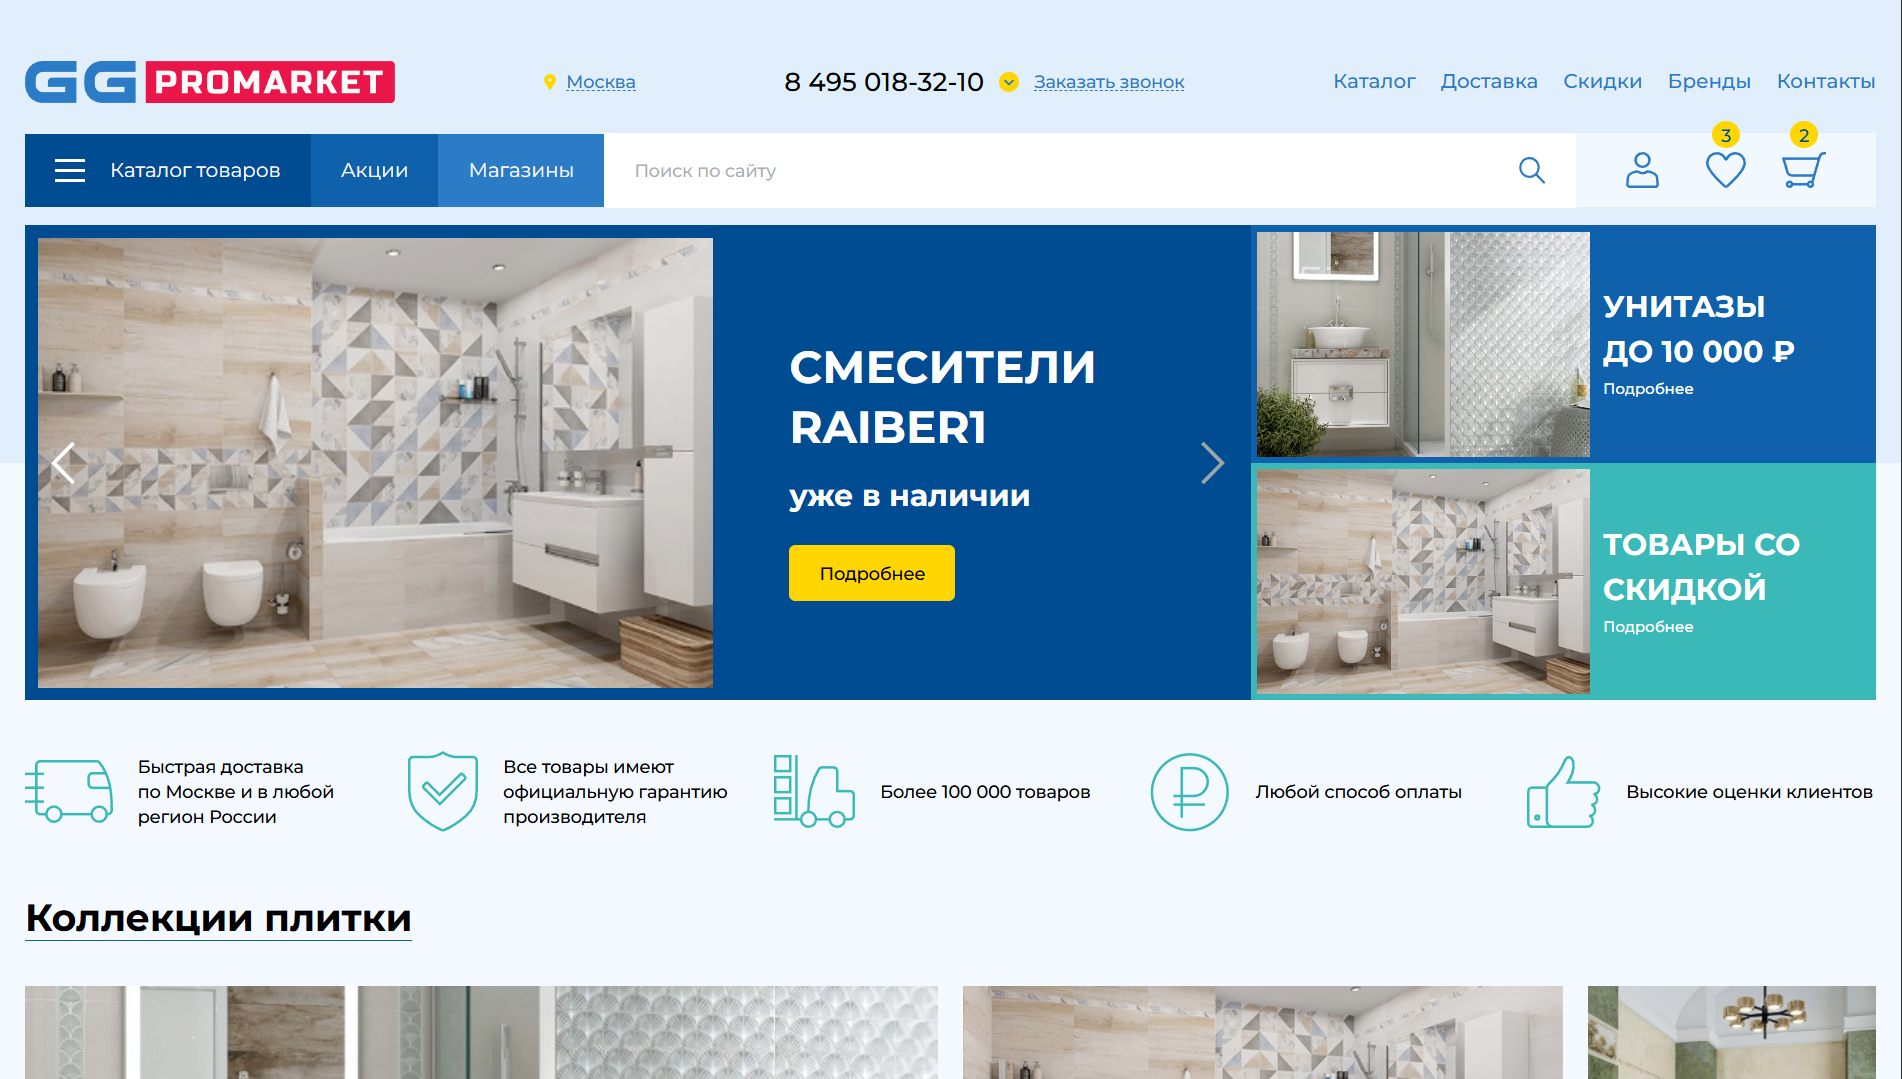 GG PROMARKET
Москва
8 495 018-32-10
Заказать звонок
Каталог
Доставка
Скидки
Бренды
Контакты
Каталог товаров
Акции
Магазины
Поиск по сайту
3
2
СМЕСИТЕЛИ
RAIBER1
уже в наличии
Подробнее
УНИТАЗЫ
ДО 10 000 ₽
Подробнее
ТОВАРЫ СО
СКИДКОЙ
Подробнее
Быстрая доставка
по Москве и в любой
регион России
Все товары имеют
официальную гарантию
производителя
Более 100 000 товаров
Любой способ оплаты
Высокие оценки клиентов
Коллекции плитки